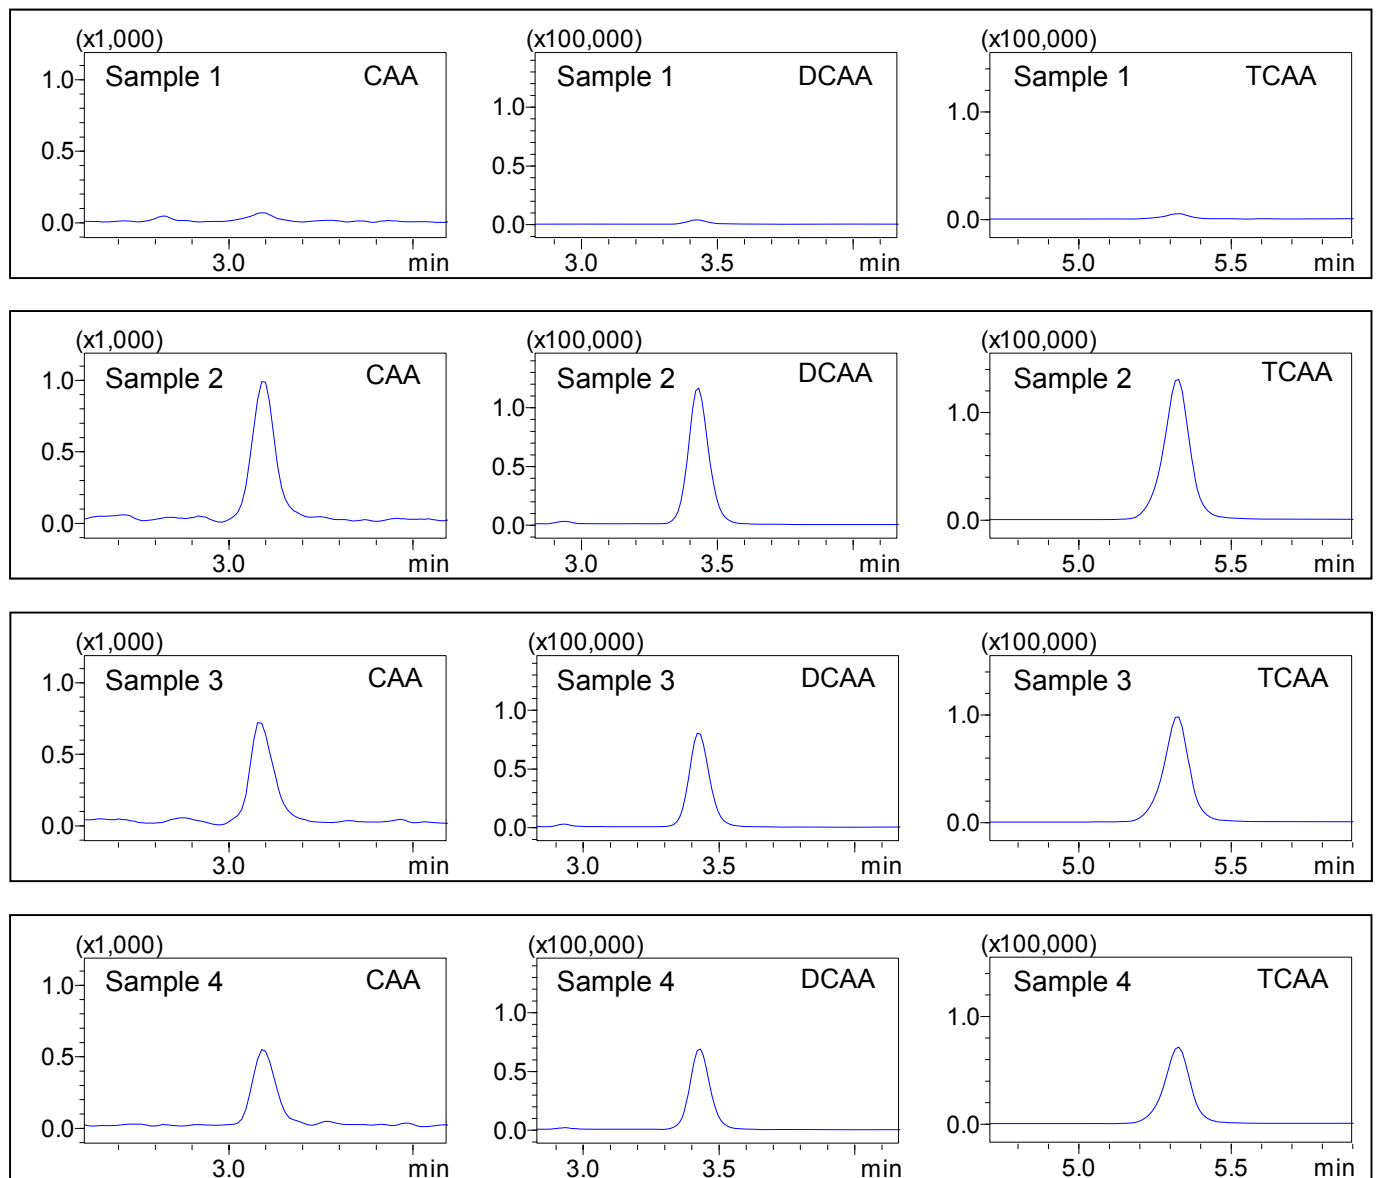 (x1,000) (x100,000) (x100,000)
Sample 1 CAA Sample 1 DCAA Sample 1 TCAA
1.0 1.0 1.0
0.5 0.5
0.0 0.0 0.0
3.0 min 3.0 3.5 min 5.0 5.5 min
(x1,000) (x100,000) (x100,000)
Sample 2 CAA Sample 2 DCAA Sample 2 TCAA
1.0 1.0 1.0
0.5 0.5
0.0 0.0 0.0
3.0 min 3.0 3.5 min 5.0 5.5 min
(x1,000) (x100,000) (x100,000)
Sample 3 CAA Sample 3 DCAA Sample 3 TCAA
1.0 1.0 1.0
0.5 0.5
0.0 0.0 0.0
3.0 min 3.0 3.5 min 5.0 5.5 min
(x1,000) (x100,000) (x100,000)
Sample 4 CAA Sample 4 DCAA Sample 4 TCAA
1.0 1.0 1.0
0.5 0.5
0.0 0.0 0.0
3.0 min 3.0 3.5 min 5.0 5.5 min